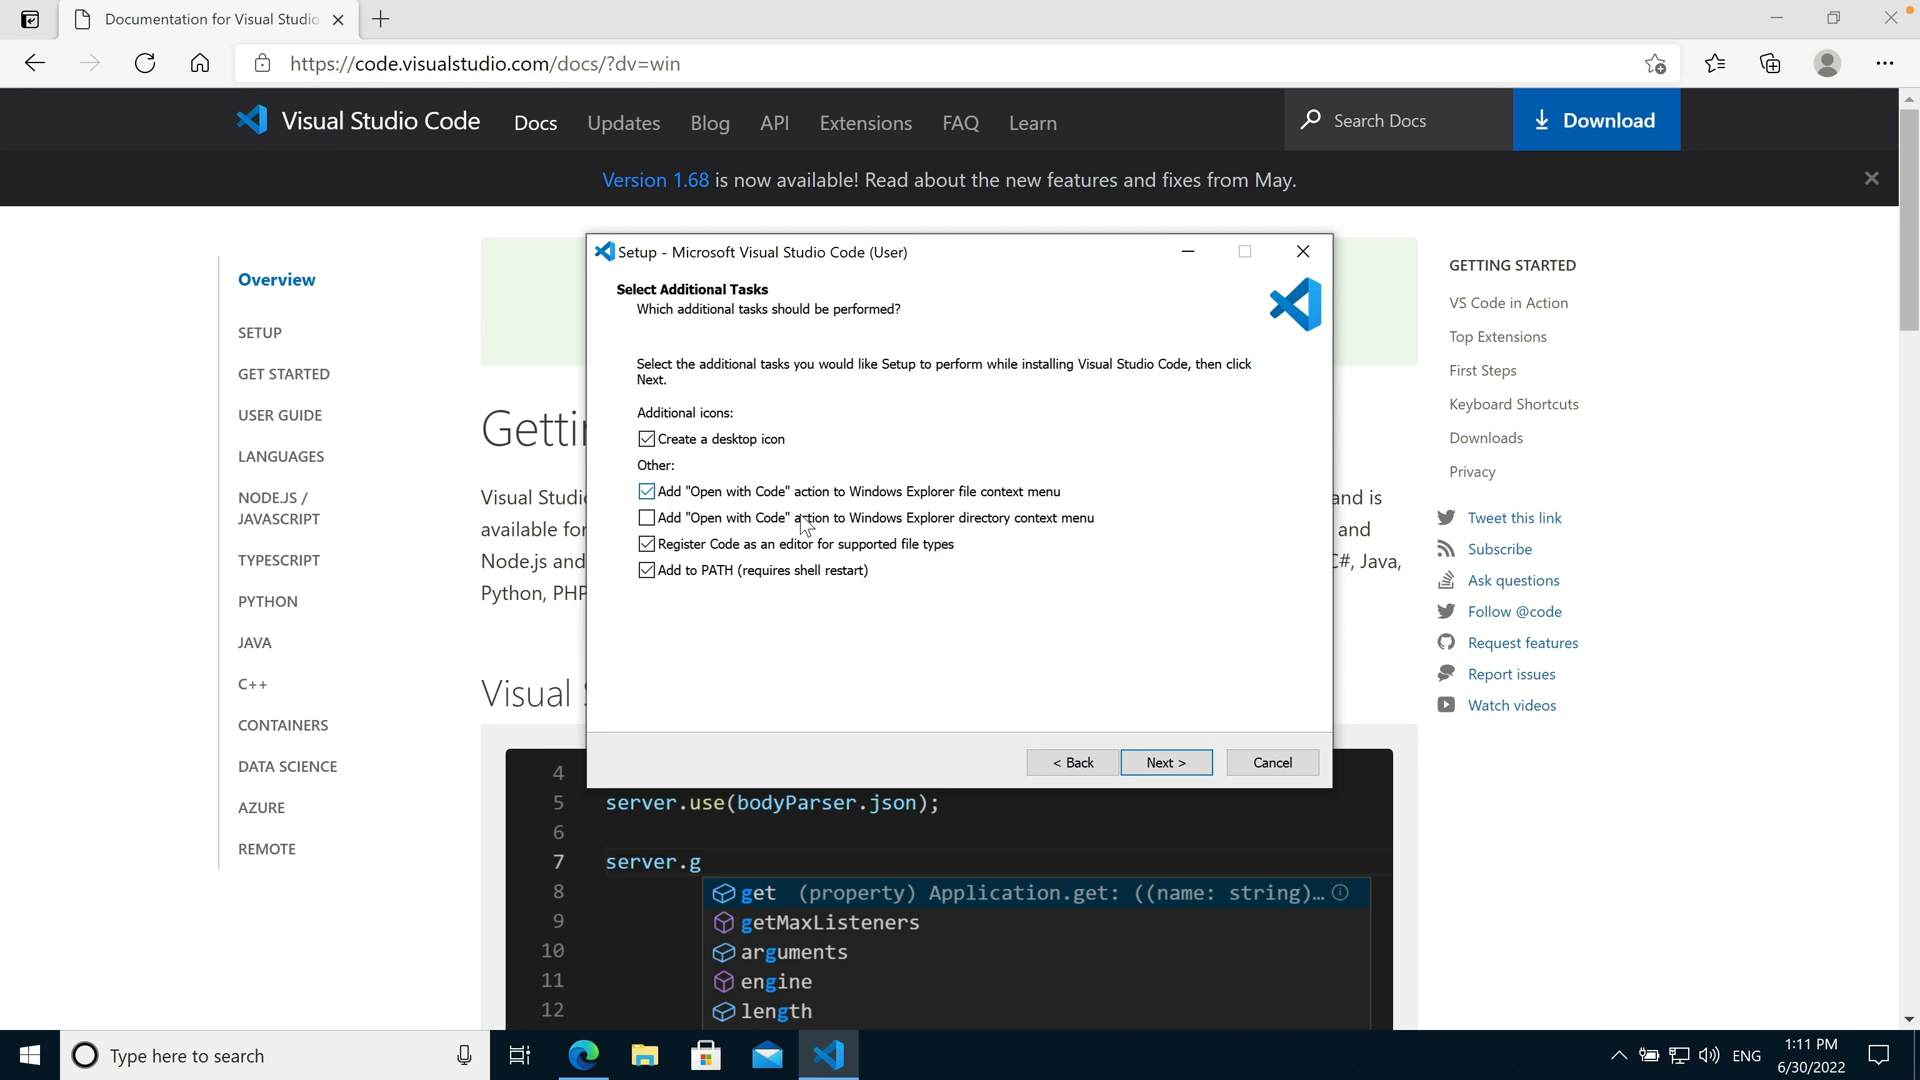 Documentation for Visual Studio
https://code.visualstudio.com/docs/?dv=win
Visual Studio Code
Docs
Updates
Blog
API
Extensions
FAQ
Learn
Search Docs
Download
Version 1.68 is now available! Read about the new features and fixes from May.
Overview
SETUP
GET STARTED
USER GUIDE
LANGUAGES
NODE.JS /
JAVASCRIPT
TYPESCRIPT
PYTHON
JAVA
C++
CONTAINERS
DATA SCIENCE
AZURE
REMOTE
Getti
Visual Studi
available for
Node.js and
Python, PHP
Visual
Setup - Microsoft Visual Studio Code (User)
Select Additional Tasks
Which additional tasks should be performed?
Select the additional tasks you would like Setup to perform while installing Visual Studio Code, then click
Next.
Additional icons:
Create a desktop icon
Other:
Add "Open with Code" action to Windows Explorer file context menu
Add "Open with Code" action to Windows Explorer directory context menu
Register Code as an editor for supported file types
Add to PATH (requires shell restart)
< Back
Next >
Cancel
and is
and
C#, Java,
4
5 server.use(bodyParser.json);
6
7 server.g
8 get (property) Application.get: ((name: string)...
9 getMaxListeners
10 arguments
11 engine
12 length
GETTING STARTED
VS Code in Action
Top Extensions
First Steps
Keyboard Shortcuts
Downloads
Privacy
Tweet this link
Subscribe
Ask questions
Follow @code
Request features
Report issues
Watch videos
Type here to search
ENG
1:11 PM
6/30/2022